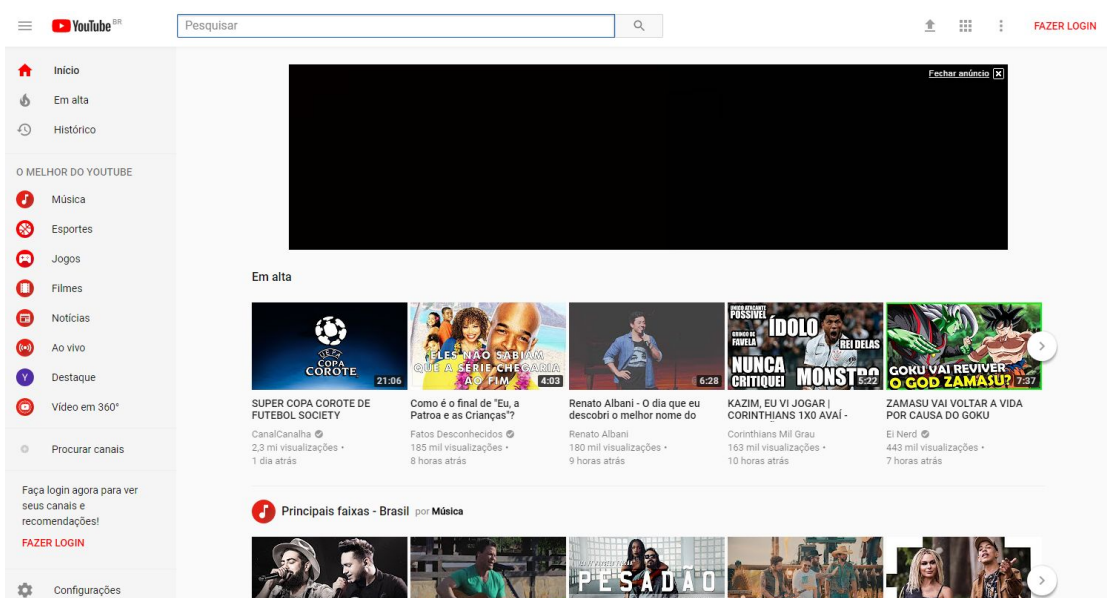 YouTube BR
Pesquisar
FAZER LOGIN
Início
Em alta
Histórico
O MELHOR DO YOUTUBE
Música
Esportes
Jogos
Filmes
Notícias
Ao vivo
Y
Destaque
Vídeo em 360°
Procurar canais
Faça login agora para ver
seus canais e
recomendações!
FAZER LOGIN
Configurações
Fechar anúncio
Em alta
UEFA
COPA
COROTE
21:06
SUPER COPA COROTE DE
FUTEBOL SOCIETY
CanalCanalha
2,3 mi visualizações •
1 dia atrás
ELES NÃO SABIAM
QUE A SÉRIE CHEGARIA
AO FIM
4:03
Como é o final de "Eu, a
Patroa e as Crianças"?
Fatos Desconhecidos
185 mil visualizações •
8 horas atrás
6:28
Renato Albani - O dia que eu
descobri o melhor nome do
Renato Albani
180 mil visualizações •
9 horas atrás
ÚNICO ATACANTE
POSSÍVEL
ÍDOLO
GRINGO DE
FAVELA
REI DELAS
NUNCA
CRITIQUEI
MONSTRO
5:22
KAZIM, EU VI JOGAR |
CORINTHIANS 1X0 AVAÍ -
Corinthians Mil Grau
163 mil visualizações •
10 horas atrás
GOKU VAI REVIVER
O GOD ZAMASU?
7:37
ZAMASU VAI VOLTAR A VIDA
POR CAUSA DO GOKU
Ei Nerd
443 mil visualizações •
7 horas atrás
Principais faixas - Brasil por Música
PESADÃO